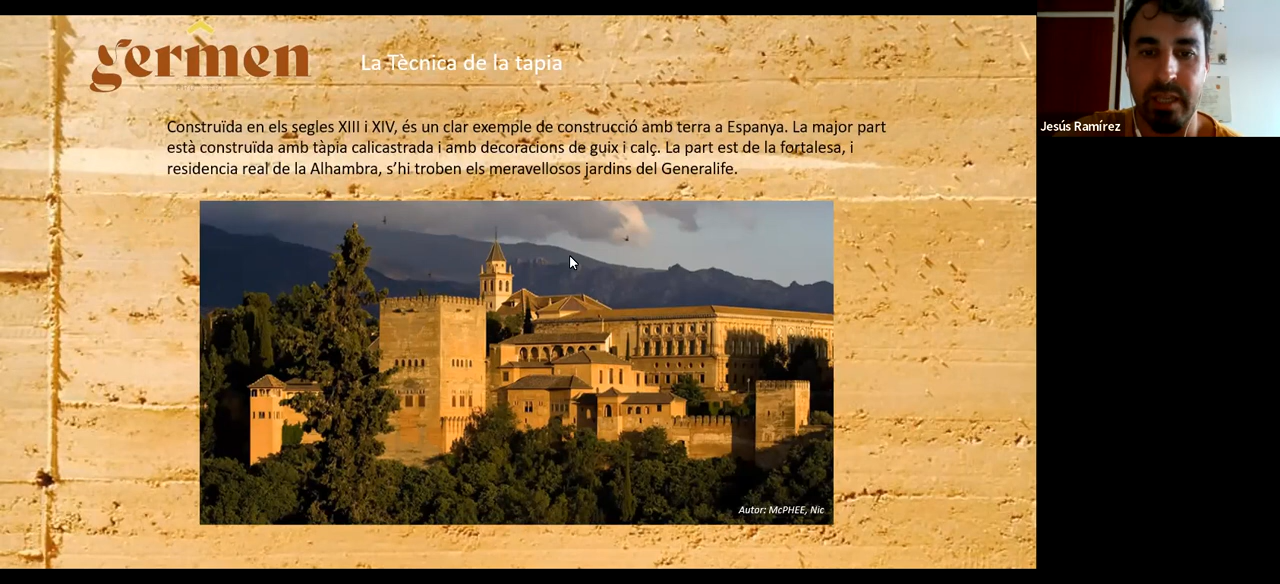 germen
La Tècnica de la tapia
Construïda en els segles XIII i XIV, és un clar exemple de construcció amb terra a Espanya. La major part
està construïda amb tàpia calicastrada i amb decoracions de guix i calç. La part est de la fortalesa, i
residencia real de la Alhambra, s’hi troben els meravellosos jardins del Generalife.
Autor: McPHEE, Nic
Jesús Ramírez